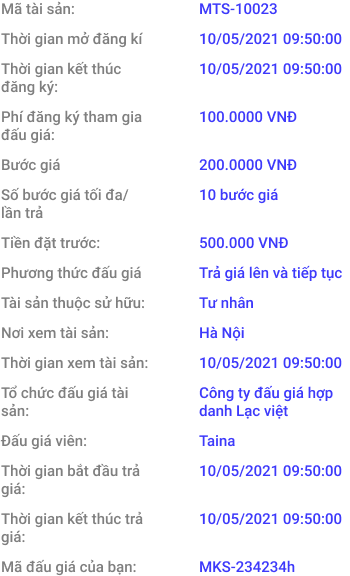 Mã tài sản: MTS-10023
Thời gian mở đăng kí 10/05/2021 09:50:00
Thời gian kết thúc 10/05/2021 09:50:00
đăng ký:
Phí đăng ký tham gia 100.0000 VNĐ
đấu giá:
Bước giá 200.0000 VNĐ
Số bước giá tối đa/ 10 bước giá
lần trả
Tiền đặt trước: 500.000 VNĐ
Phương thức đấu giá Trả giá lên và tiếp tục
Tài sản thuộc sử hữu: Tư nhân
Nơi xem tài sản: Hà Nội
Thời gian xem tài sản: 10/05/2021 09:50:00
Tổ chức đấu giá tài Công ty đấu giá hợp
sản: danh Lạc việt
Đấu giá viên: Taina
Thời gian bắt đầu trả 10/05/2021 09:50:00
giá:
Thời gian kết thúc trả 10/05/2021 09:50:00
giá:
Mã đấu giá của bạn: MKS-234234h